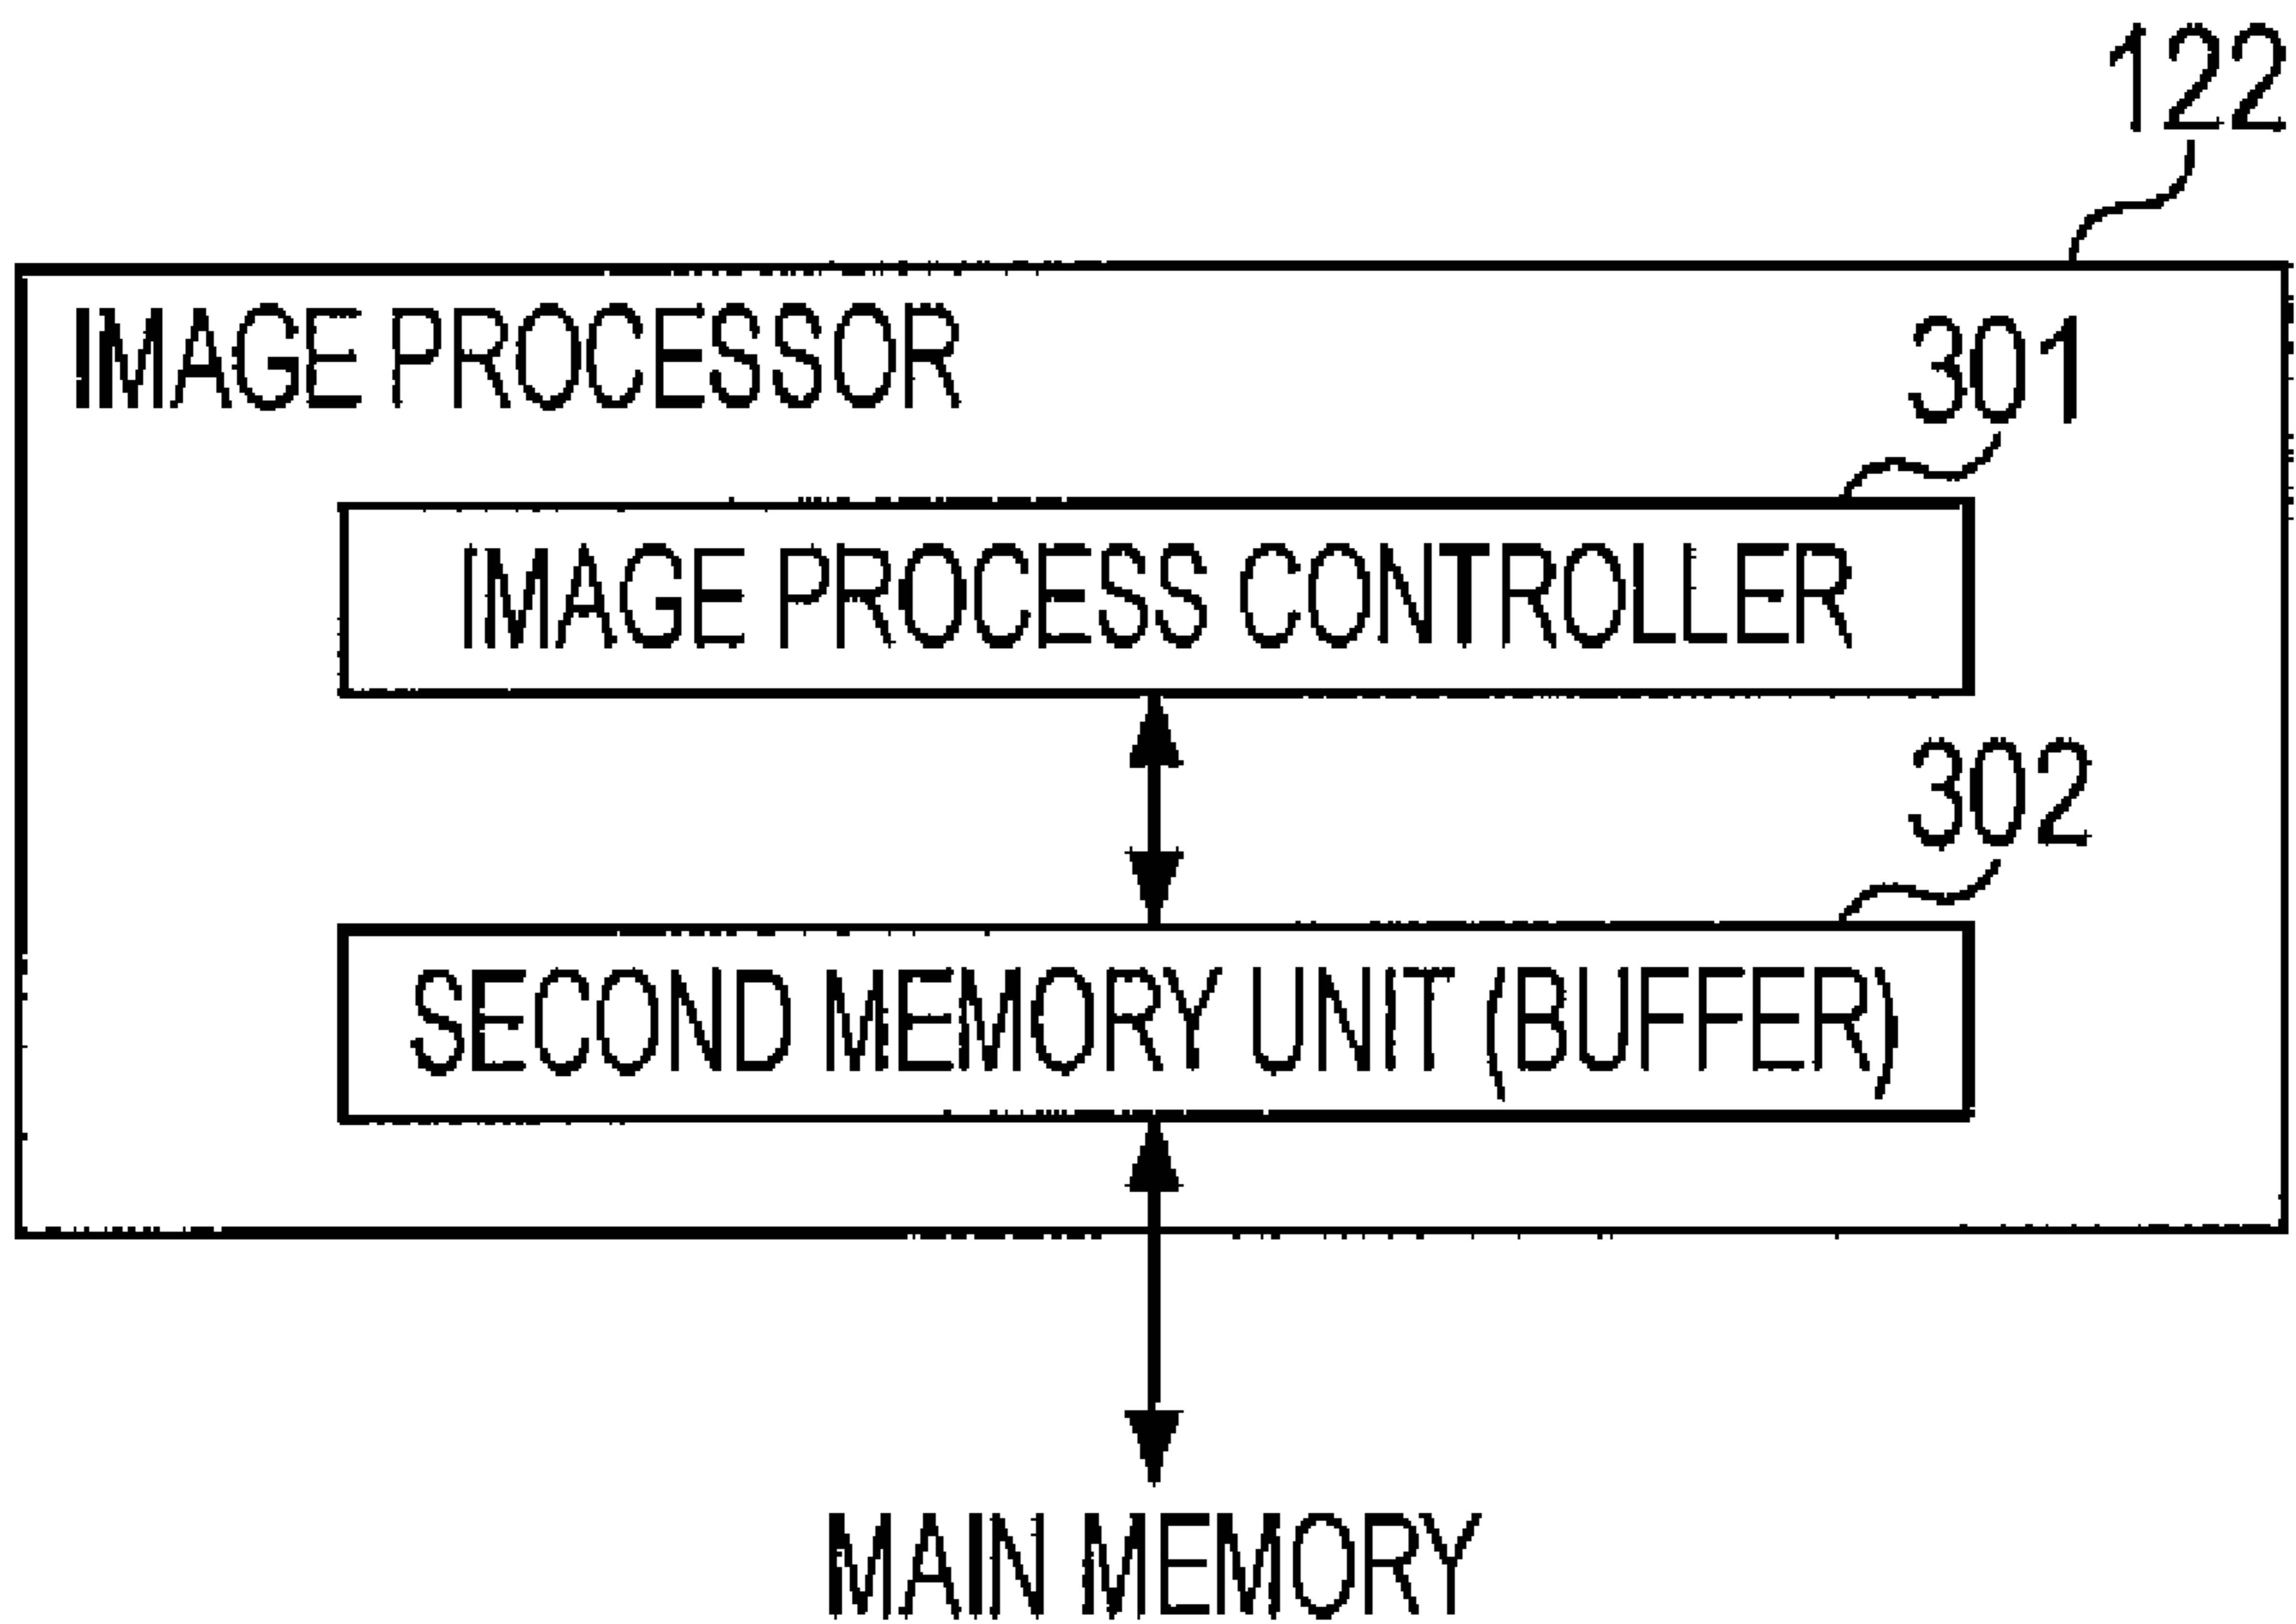 122
IMAGE PROCESSOR
301
IMAGE PROCESS CONTROLLER
302
SECOND MEMORY UNIT (BUFFER)
MAIN MEMORY